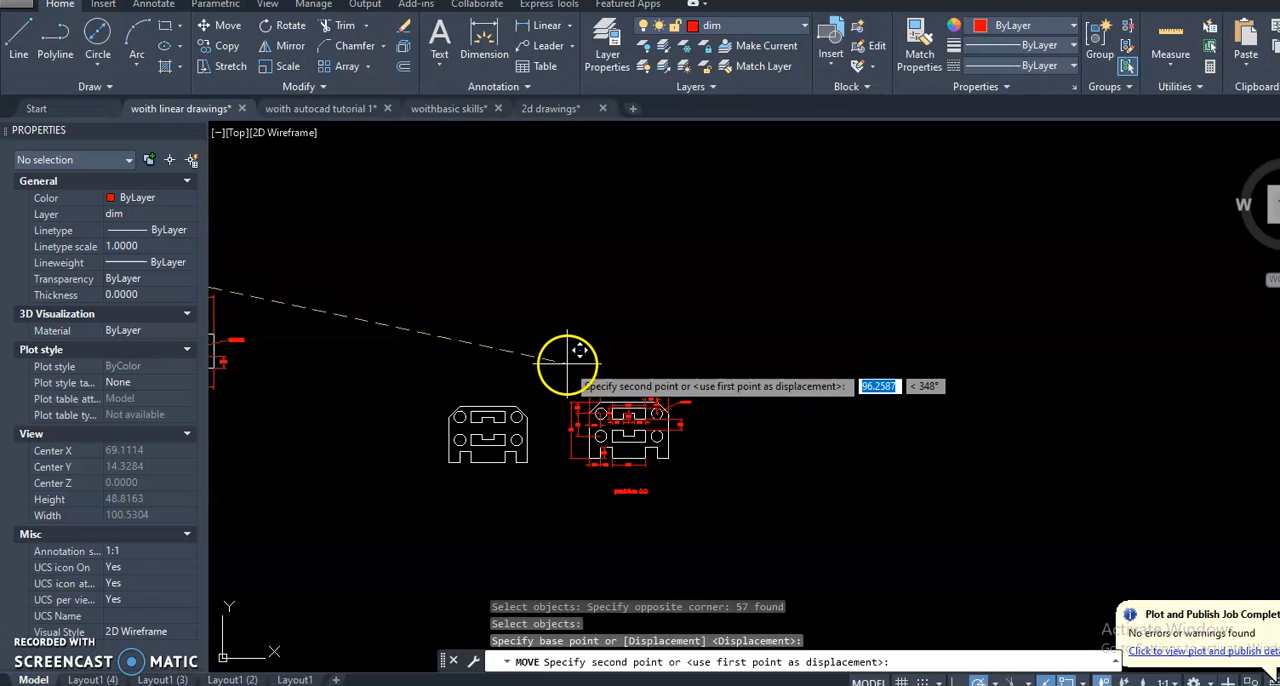 Home Insert Annotate Parametric View Manage Output Add-ins Collaborate Express Tools Featured Apps
Line Polyline Circle Arc
Move Rotate Trim
Copy Mirror Chamfer
Stretch Scale Array
Text Dimension
Linear
Leader
Table
Layer Properties
dim
Make Current
Match Layer
Insert
Edit
Match Properties
ByLayer
ByLayer
ByLayer
Group
Measure
Paste
Draw Modify Annotation Layers Block Properties Groups Utilities Clipboard
Start woith linear drawings* woith autocad tutorial 1* woithbasic skills* 2d drawings*
PROPERTIES
[−][Top][2D Wireframe]
No selection
General
Color ByLayer
Layer dim
Linetype ByLayer
Linetype scale 1.0000
Lineweight ByLayer
Transparency ByLayer
Thickness 0.0000
3D Visualization
Material ByLayer
Plot style
Plot style ByColor
Plot style ta... None
Plot table att... Model
Plot table ty... Not available
View
Center X 69.1114
Center Y 14.3284
Center Z 0.0000
Height 48.8163
Width 100.5304
Misc
Annotation s... 1:1
UCS icon On Yes
UCS icon at... Yes
UCS per vie... Yes
UCS Name
Visual Style 2D Wireframe
W
Specify second point or <use first point as displacement>: 96.2587 < 348°
Y
X
Select objects: Specify opposite corner: 57 found
Select objects:
Specify base point or [Displacement] <Displacement>:
MOVE Specify second point or <use first point as displacement>:
Plot and Publish Job Complet
Activate Windows
No errors or warnings found
Click to view plot and publish deta
RECORDED WITH
SCREENCAST MATIC
Model Layout1 (4) Layout1 (3) Layout1 (2) Layout1 +
MODEL 1:1